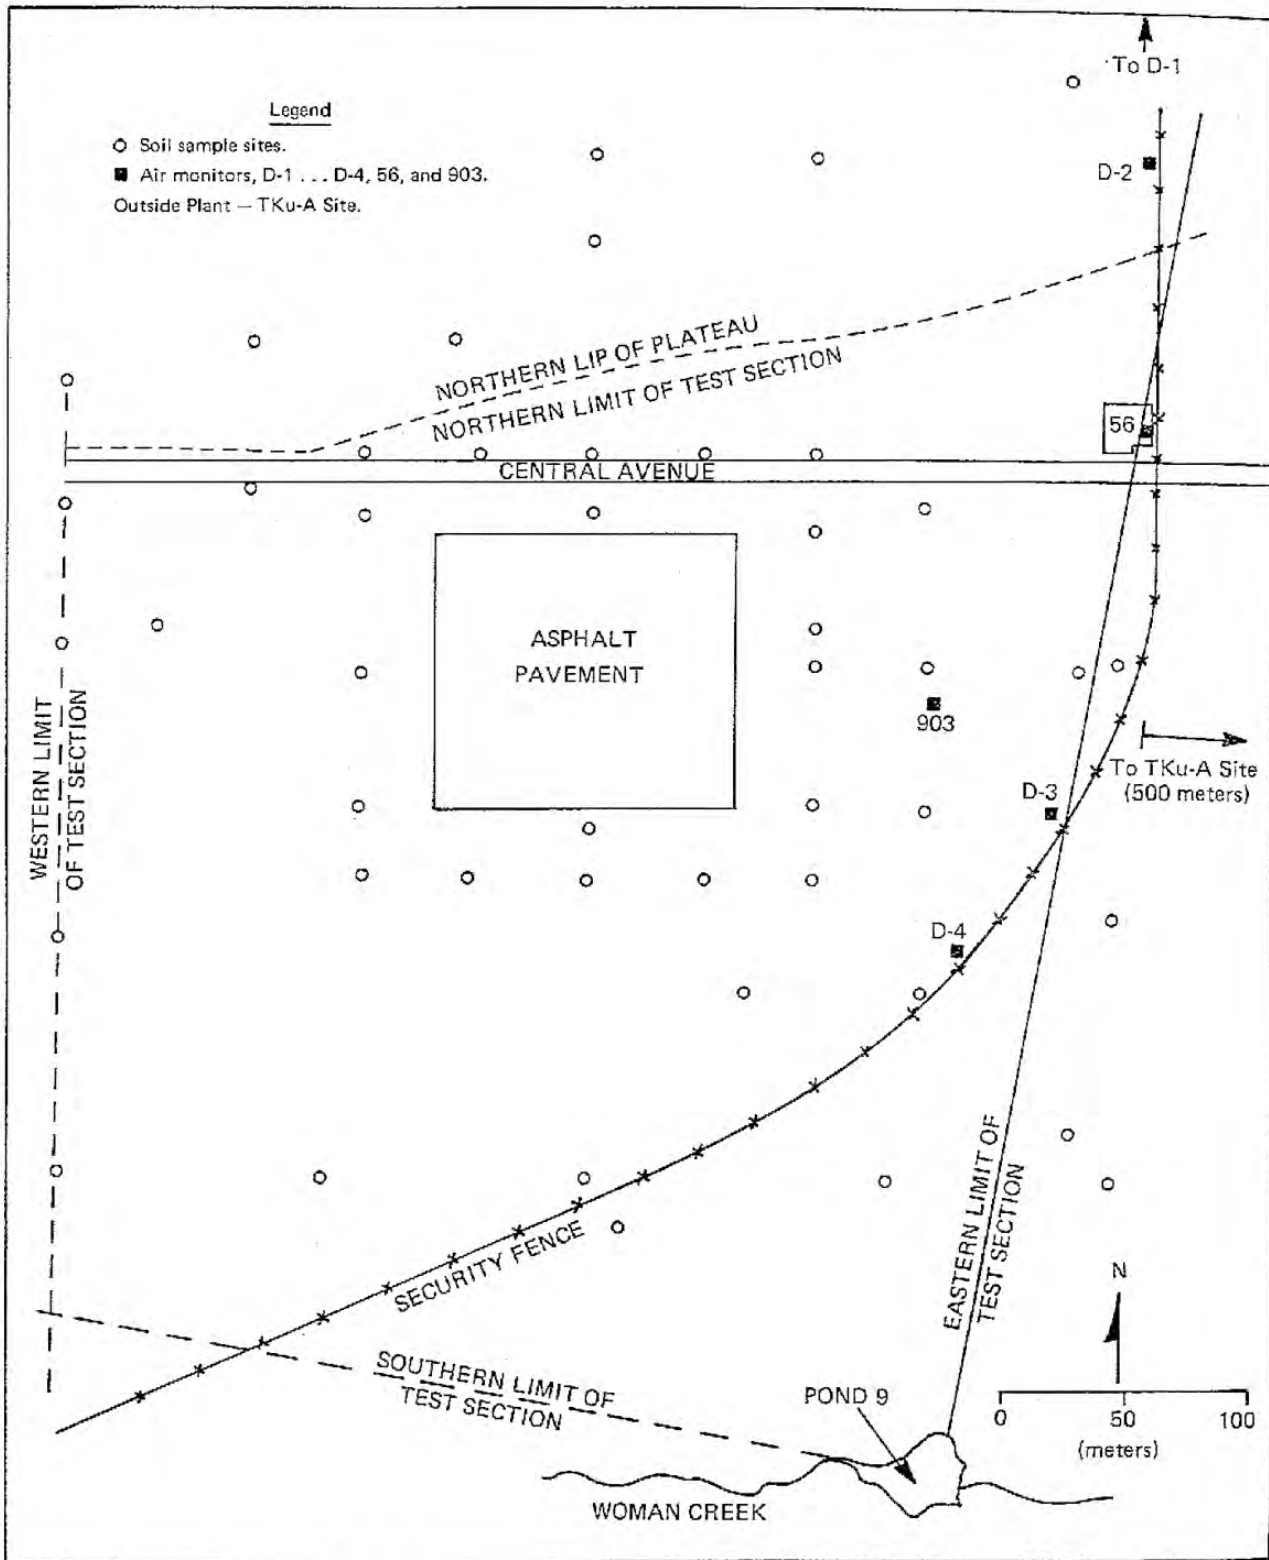 To D-1
Legend
Soil sample sites.
Air monitors, D-1 ... D-4, 56, and 903.
Outside Plant — TKu-A Site.
D-2
NORTHERN LIP OF PLATEAU
NORTHERN LIMIT OF TEST SECTION
56
CENTRAL AVENUE
ASPHALT
PAVEMENT
WESTERN LIMIT
OF TEST SECTION
903
To TKu-A Site
(500 meters)
D-3
D-4
SECURITY FENCE
EASTERN LIMIT OF
TEST SECTION
N
SOUTHERN LIMIT OF
TEST SECTION
POND 9
0 50 100
(meters)
WOMAN CREEK